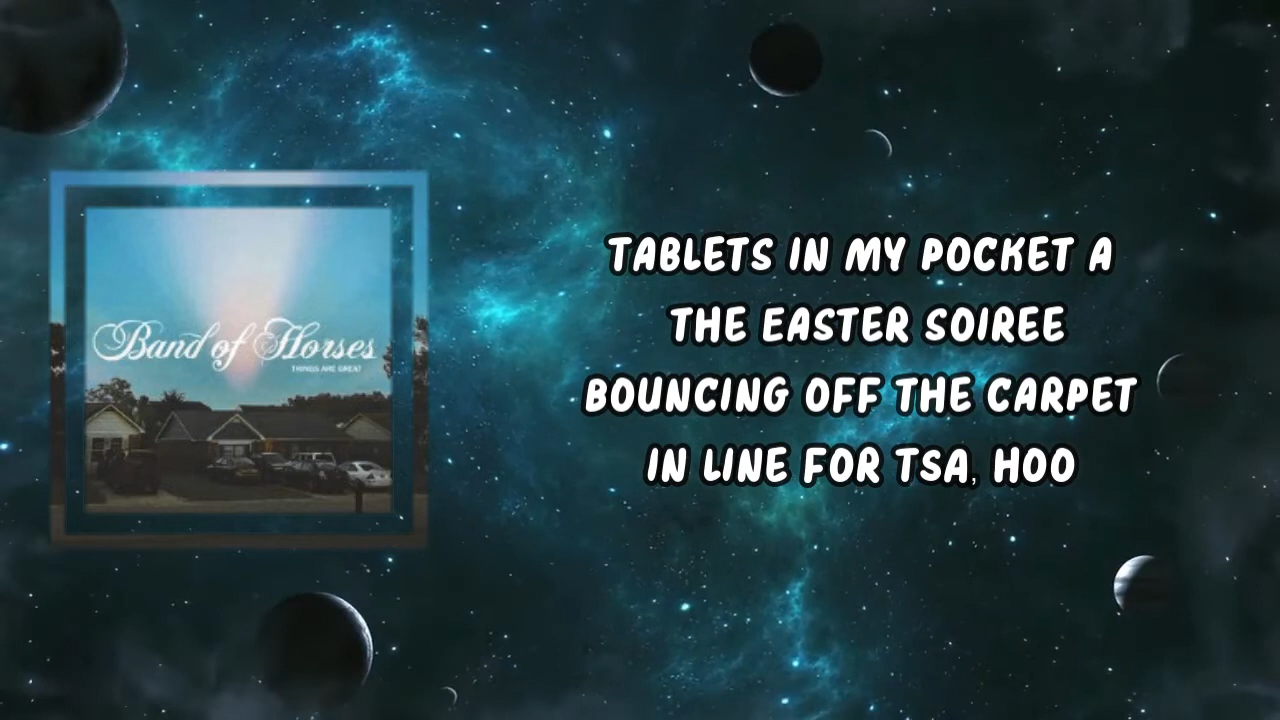 Band of Horses
THINGS ARE GREAT
TABLETS IN MY POCKET A
THE EASTER SOIREE
BOUNCING OFF THE CARPET
IN LINE FOR TSA, HOO